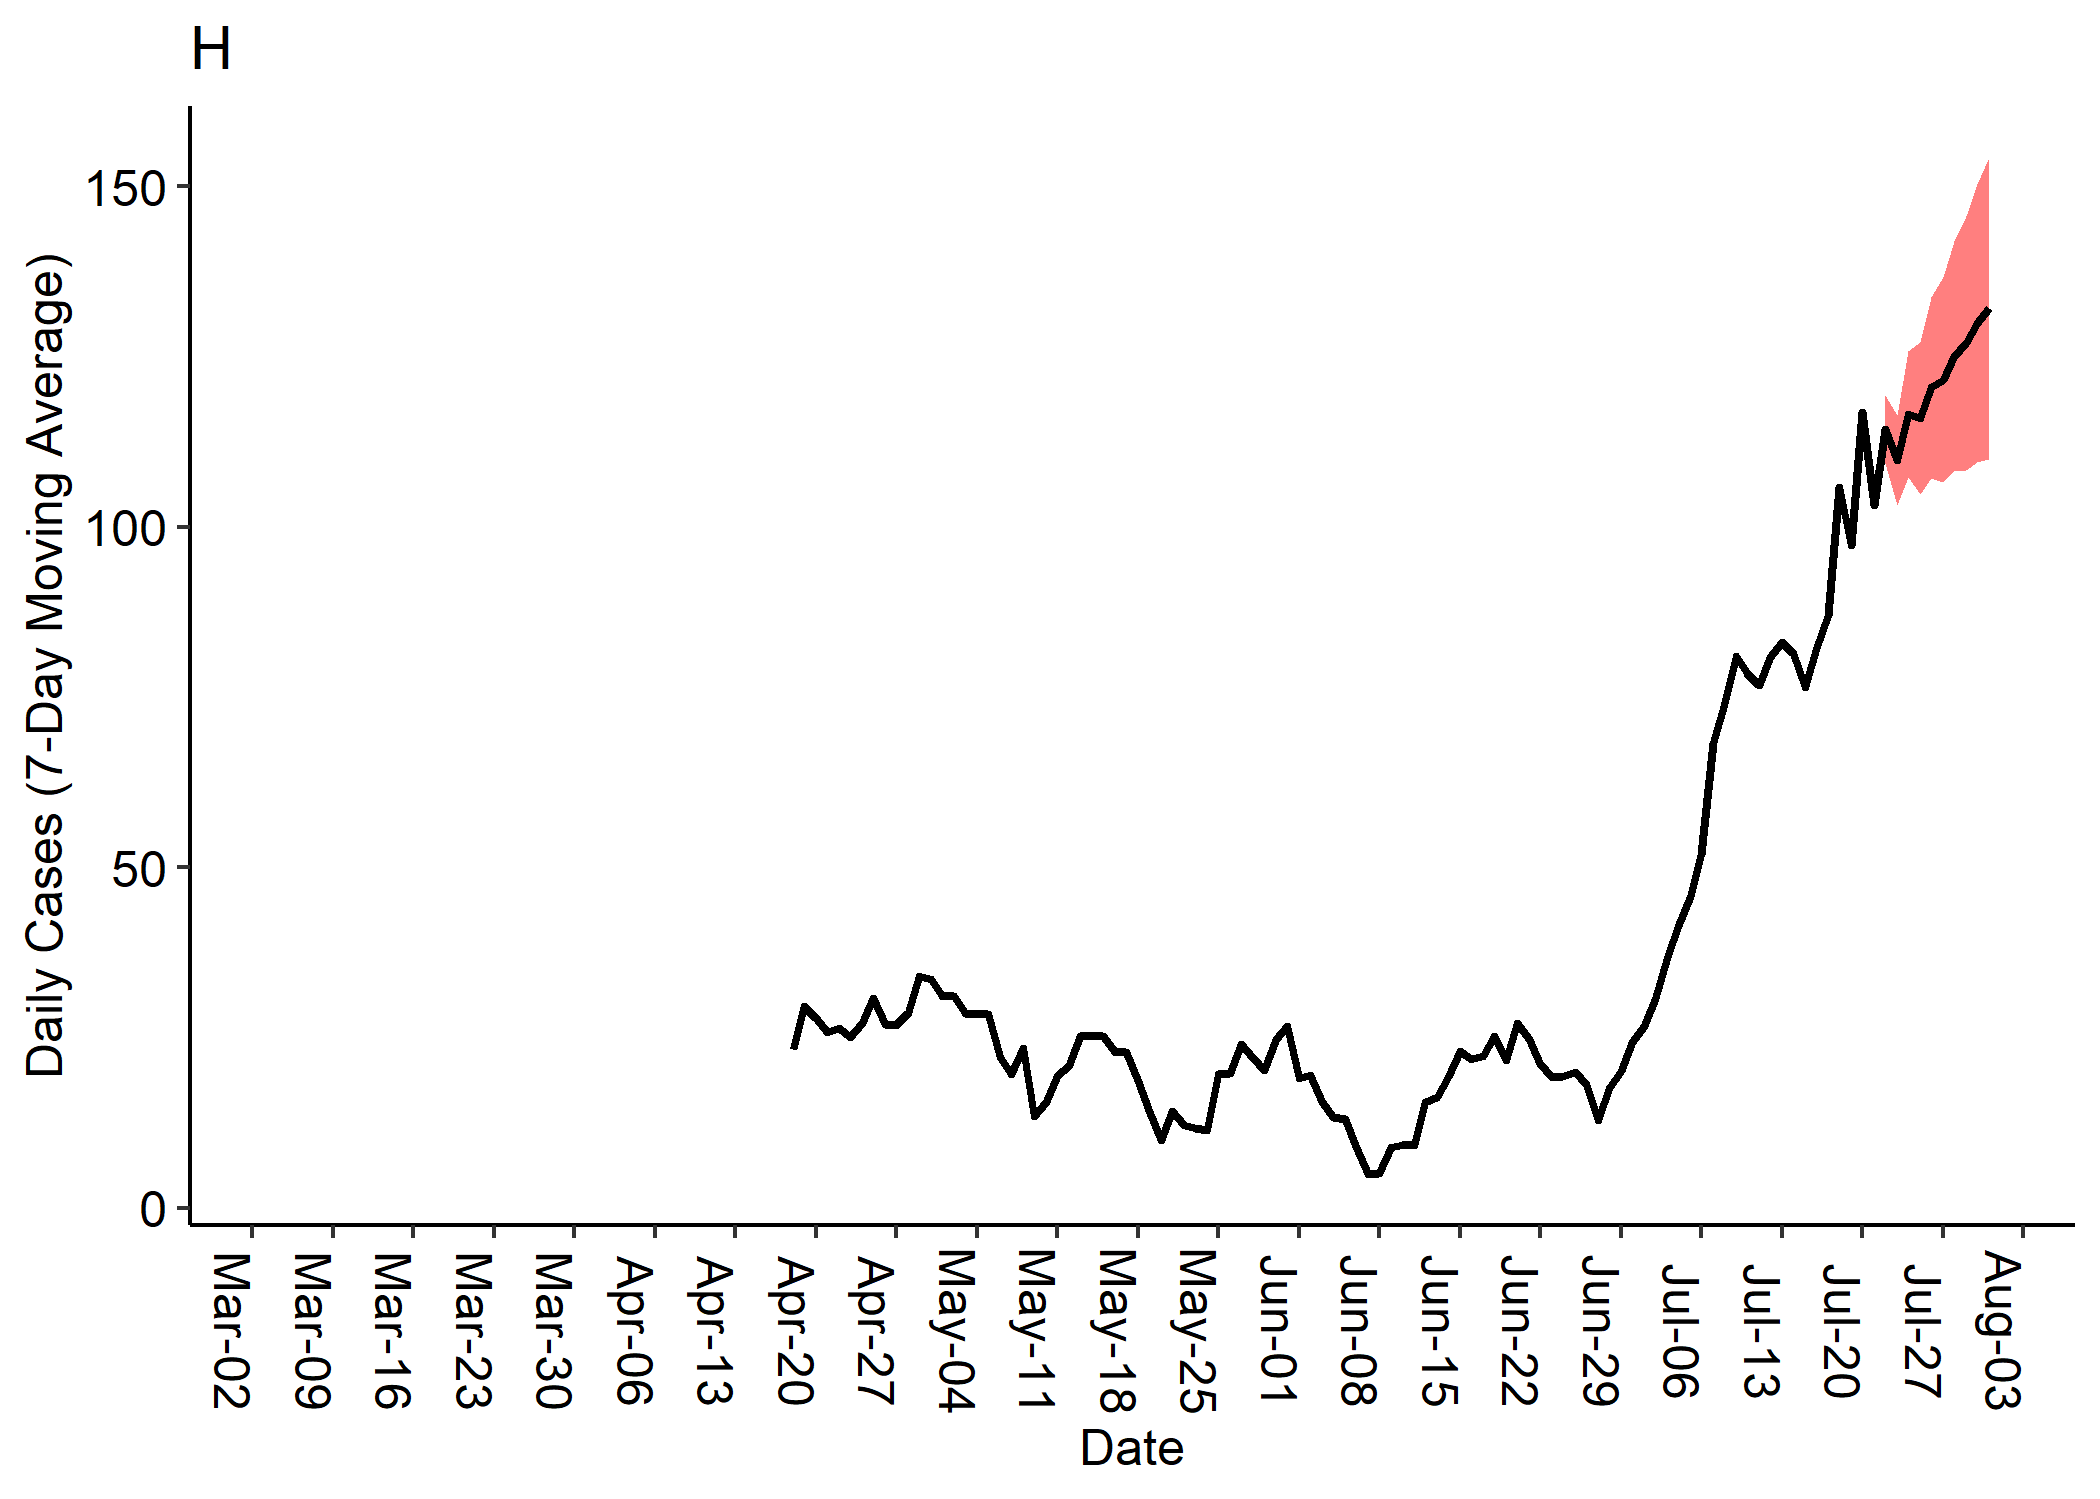 H
Daily Cases (7-Day Moving Average)
150
100
50
0
Mar-02
Mar-09
Mar-16
Mar-23
Mar-30
Apr-06
Apr-13
Apr-20
Apr-27
May-04
May-11
May-18
May-25
Jun-01
Jun-08
Jun-15
Jun-22
Jun-29
Jul-06
Jul-13
Jul-20
Jul-27
Aug-03
Date